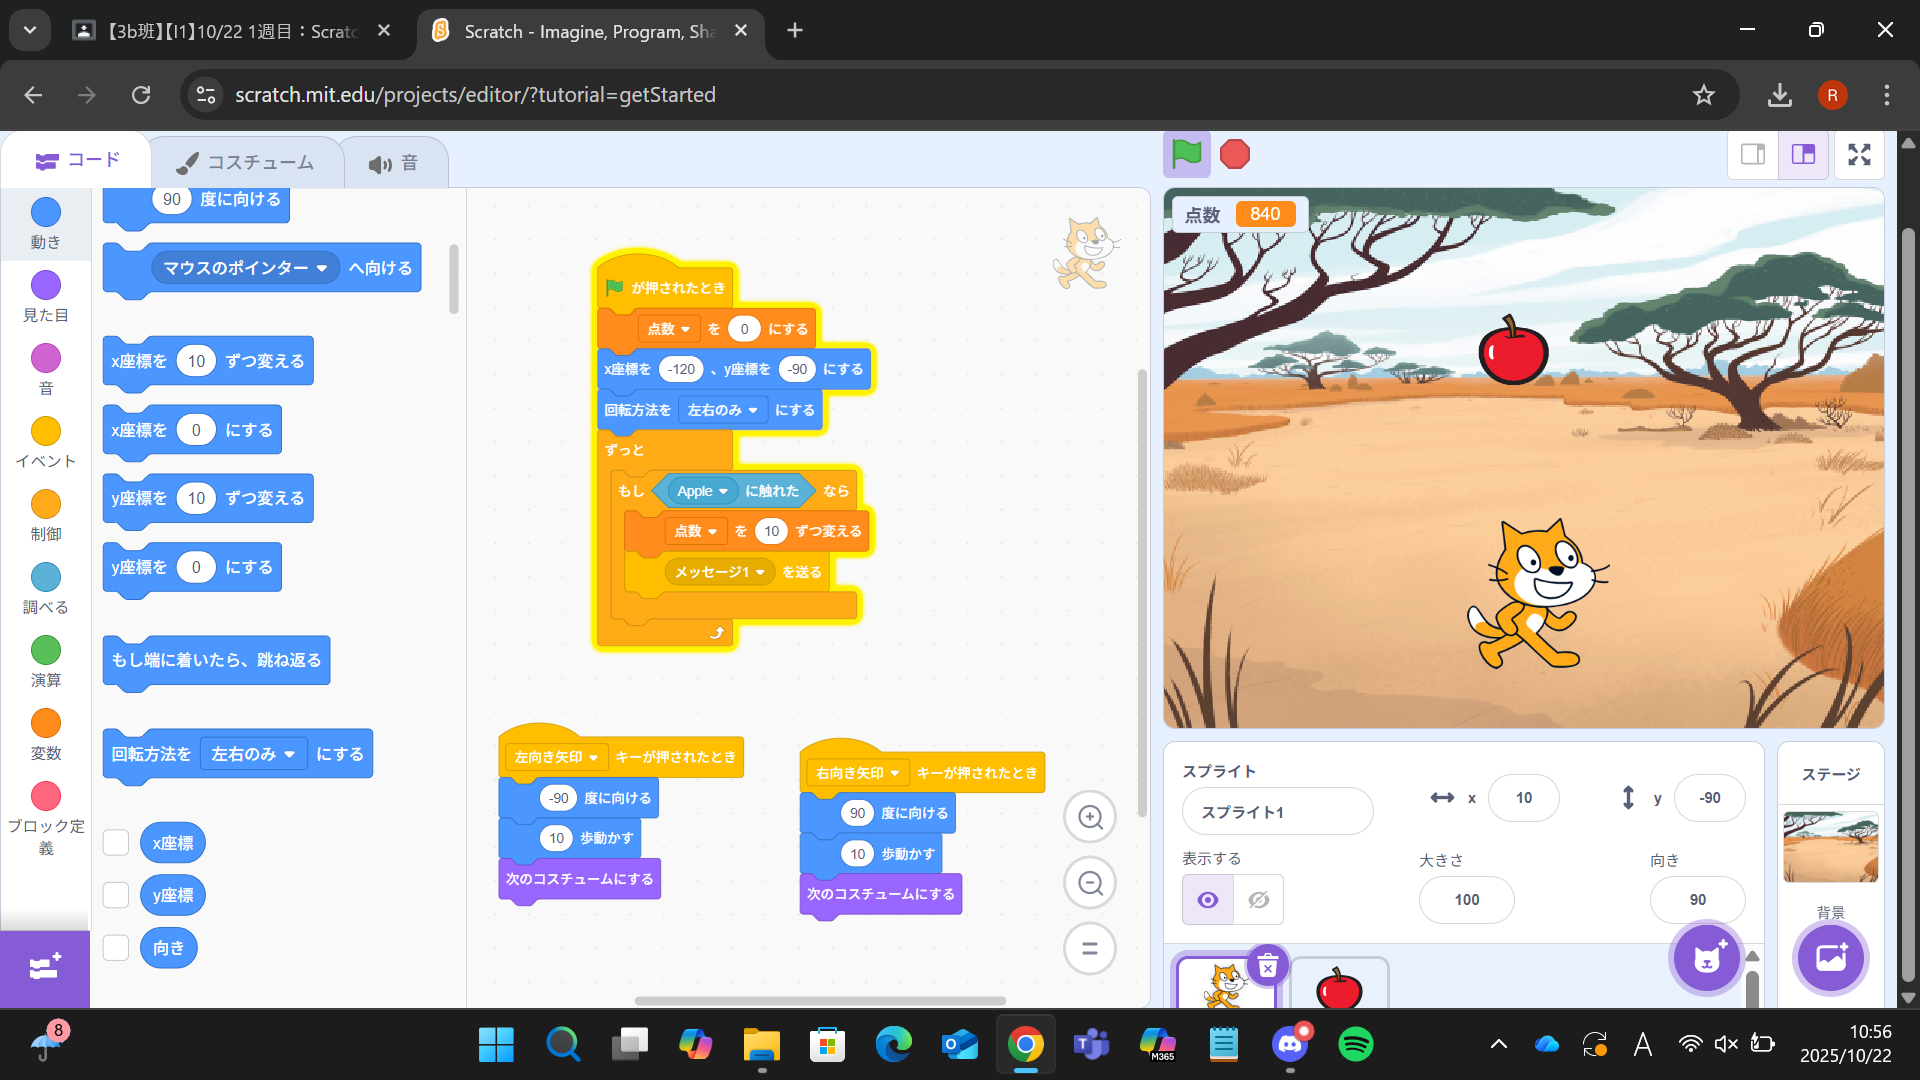 【3b班】【I1】10/22 1週目：Scratc
Scratch - Imagine, Program, Sha
scratch.mit.edu/projects/editor/?tutorial=getStarted
R
コード
コスチューム
音
動き
見た目
音
イベント
制御
調べる
演算
変数
ブロック定
義
90 度に向ける
マウスのポインター へ向ける
x座標を 10 ずつ変える
x座標を 0 にする
y座標を 10 ずつ変える
y座標を 0 にする
もし端に着いたら、跳ね返る
回転方法を 左右のみ にする
x座標
y座標
向き
が押されたとき
点数 を 0 にする
x座標を -120 、y座標を -90 にする
回転方法を 左右のみ にする
ずっと
もし Apple に触れた なら
点数 を 10 ずつ変える
メッセージ1 を送る
左向き矢印 キーが押されたとき
-90 度に向ける
10 歩動かす
次のコスチュームにする
右向き矢印 キーが押されたとき
90 度に向ける
10 歩動かす
次のコスチュームにする
点数 840
スプライト
スプライト1
x 10
y -90
表示する
大きさ
100
向き
90
ステージ
背景
8
M365
A
10:56
2025/10/22